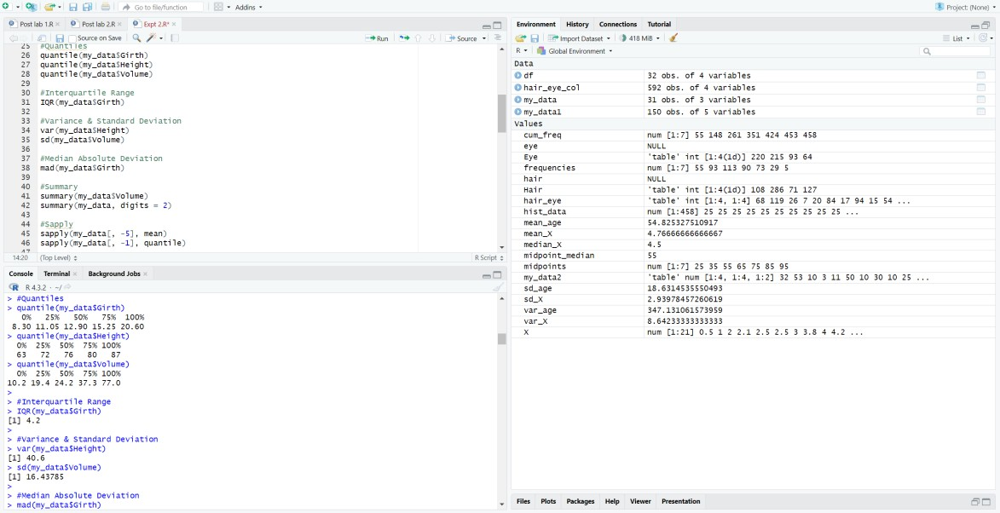 Go to file/function
Addins
Project: (None)
Post lab 1.R
Post lab 2.R
Expt 2.R*
Source on Save
Run
Source
25 #Quantiles
26 quantile(my_data$Girth)
27 quantile(my_data$Height)
28 quantile(my_data$Volume)
29
30 #Interquartile Range
31 IQR(my_data$Girth)
32
33 #Variance & Standard Deviation
34 var(my_data$Height)
35 sd(my_data$Volume)
36
37 #Median Absolute Deviation
38 mad(my_data$Girth)
39
40 #Summary
41 summary(my_data$Volume)
42 summary(my_data, digits = 2)
43
44 #Sapply
45 sapply(my_data[, -5], mean)
46 sapply(my_data[, -1], quantile)
47
14:20 (Top Level) R Script
Console Terminal Background Jobs
R 4.3.2 · ~/
> #Quantiles
> quantile(my_data$Girth)
0% 25% 50% 75% 100%
8.30 11.05 12.90 15.25 20.60
> quantile(my_data$Height)
0% 25% 50% 75% 100%
63 72 76 80 87
> quantile(my_data$Volume)
0% 25% 50% 75% 100%
10.2 19.4 24.2 37.3 77.0
>
> #Interquartile Range
> IQR(my_data$Girth)
[1] 4.2
>
> #Variance & Standard Deviation
> var(my_data$Height)
[1] 40.6
> sd(my_data$Volume)
[1] 16.43785
>
> #Median Absolute Deviation
> mad(my_data$Girth)
Environment History Connections Tutorial
Import Dataset 418 MiB List
R Global Environment
Data
df 32 obs. of 4 variables
hair_eye_col 592 obs. of 4 variables
my_data 31 obs. of 3 variables
my_data1 150 obs. of 5 variables
Values
cum_freq num [1:7] 55 148 261 351 424 453 458
eye NULL
Eye 'table' int [1:4(1d)] 220 215 93 64
frequencies num [1:7] 55 93 113 90 73 29 5
hair NULL
Hair 'table' int [1:4(1d)] 108 286 71 127
hair_eye 'table' int [1:4, 1:4] 68 119 26 7 20 84 17 94 15 54 ...
hist_data num [1:458] 25 25 25 25 25 25 25 25 25 25 ...
mean_age 54.825327510917
mean_X 4.76666666666667
median_X 4.5
midpoint_median 55
midpoints num [1:7] 25 35 55 65 75 85 95
my_data2 'table' num [1:4, 1:4, 1:2] 32 53 10 3 11 50 10 30 10 25 ...
sd_age 18.6314535550493
sd_X 2.93978457260619
var_age 347.131061573959
var_X 8.64233333333333
X num [1:21] 0.5 1 2 2.1 2.5 2.5 3 3.8 4 4.2 ...
Files Plots Packages Help Viewer Presentation